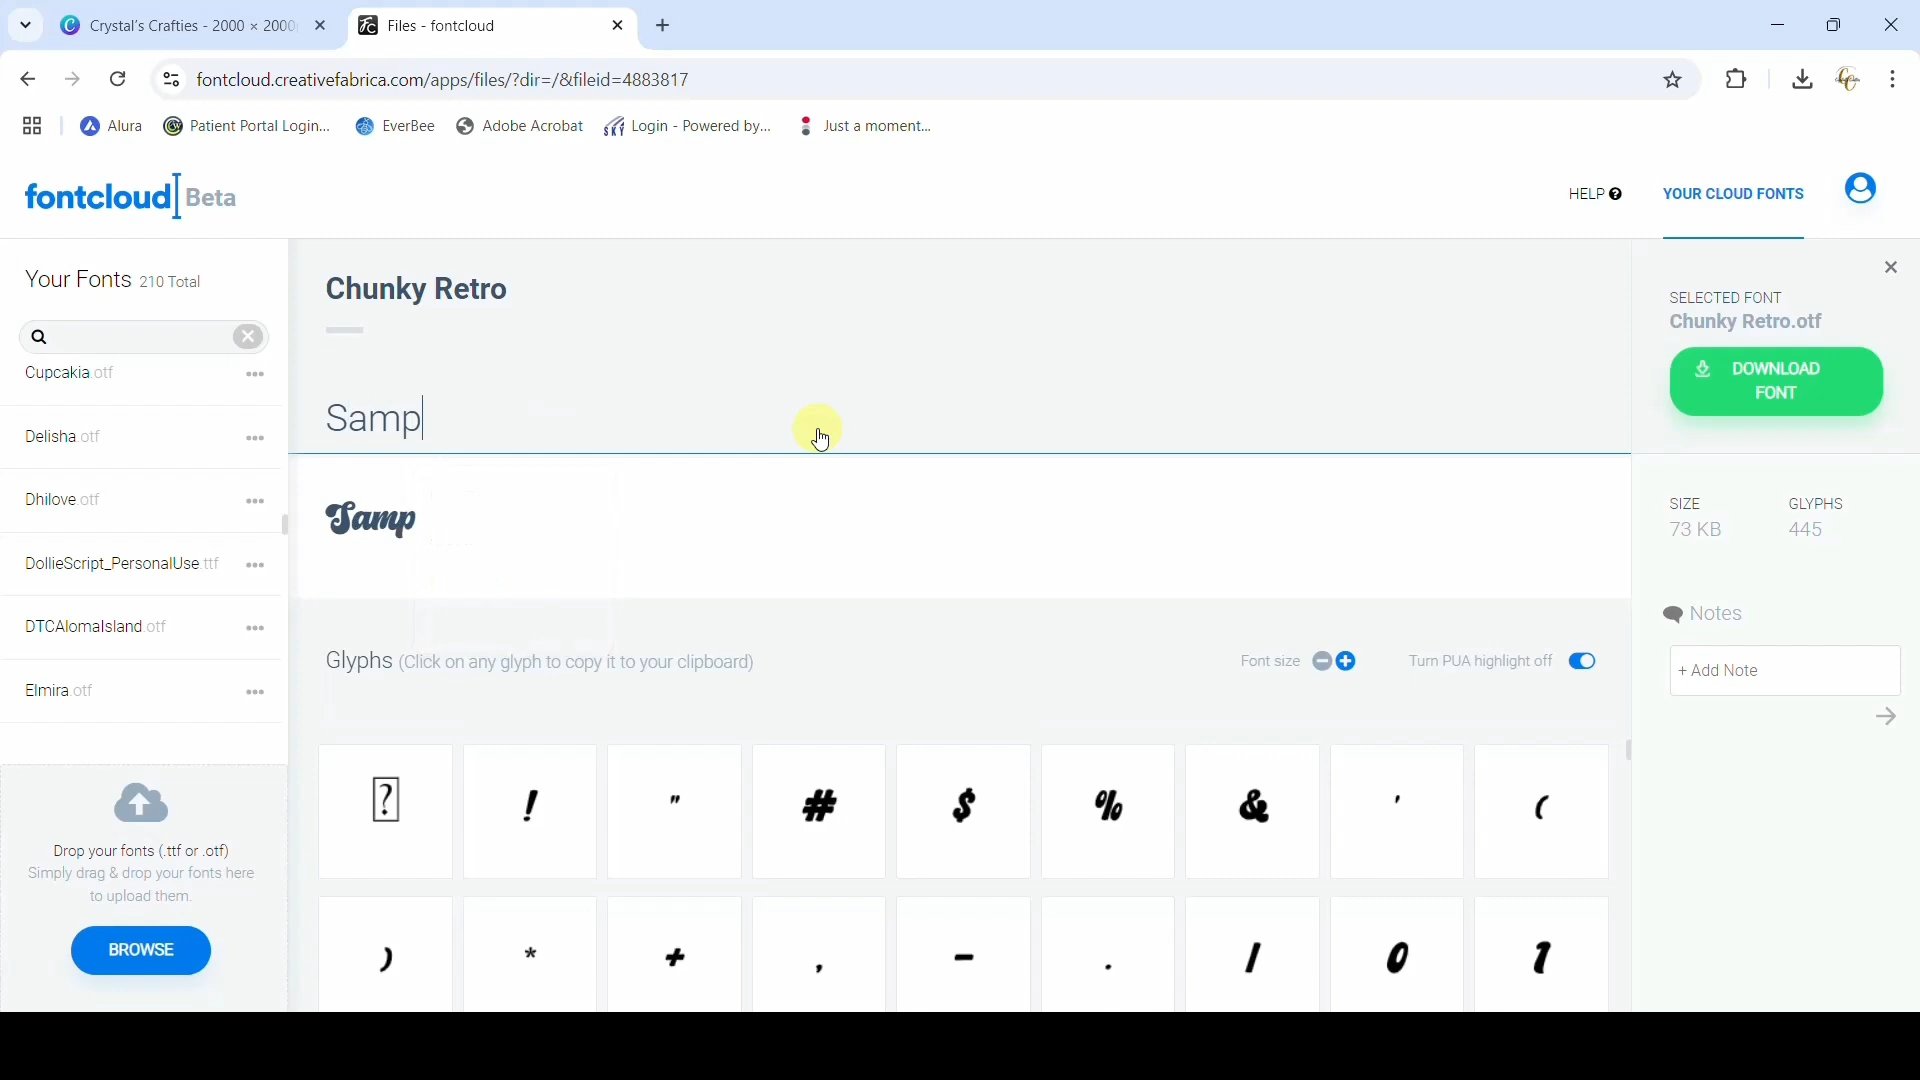 Crystal's Crafties - 2000 × 2000
Files - fontcloud
fontcloud.creativefabrica.com/apps/files/?dir=/&fileid=4883817
Alura
Patient Portal Login...
EverBee
Adobe Acrobat
Login - Powered by...
Just a moment...
fontcloud Beta
HELP
YOUR CLOUD FONTS
Your Fonts 210 Total
Cupcakia.otf
Delisha.otf
Dhilove.otf
DollieScript_PersonalUse.ttf
DTCAlomaIsland.otf
Elmira.otf
Drop your fonts (.ttf or .otf)
Simply drag & drop your fonts here
to upload them.
BROWSE
Chunky Retro
Samp
Samp
Glyphs (Click on any glyph to copy it to your clipboard)
Font size
Turn PUA highlight off
? ! " # $ % & ' (
) * + , - . / 0 1
SELECTED FONT
Chunky Retro.otf
DOWNLOAD
FONT
SIZE GLYPHS
73 KB 445
Notes
+ Add Note